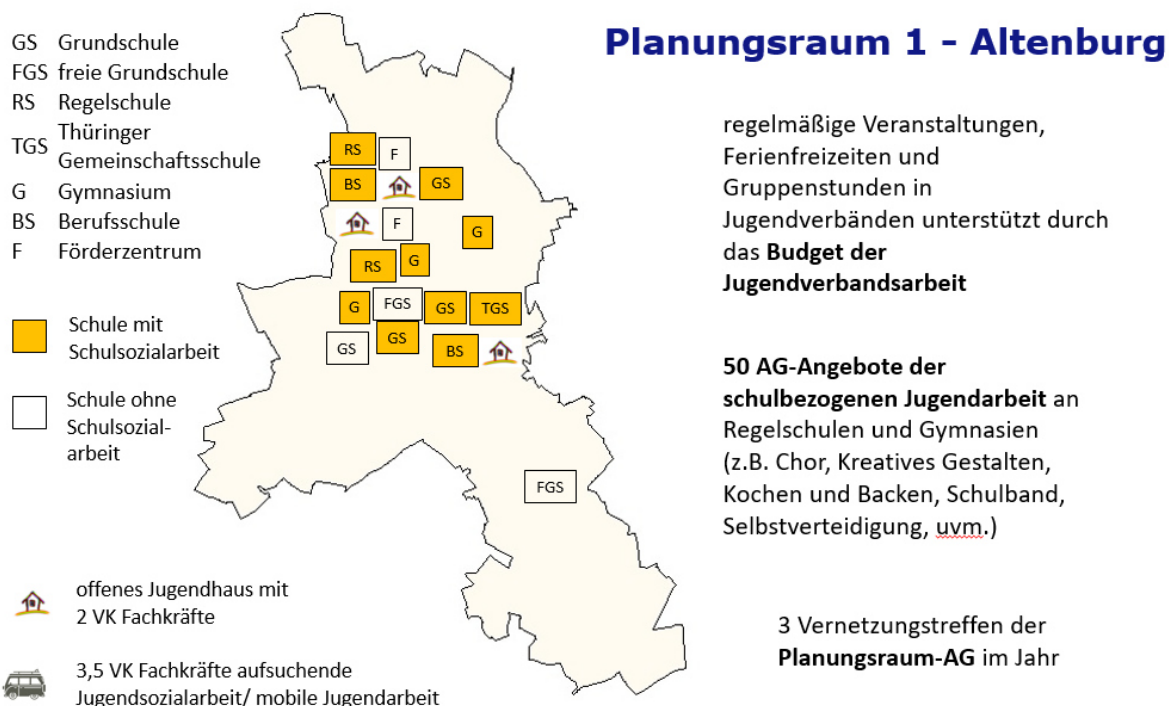 Planungsraum 1 - Altenburg
GS Grundschule
FGS freie Grundschule
RS Regelschule
TGS Thüringer
Gemeinschaftsschule
G Gymnasium
BS Berufsschule
F Förderzentrum
Schule mit
Schulsozialarbeit
Schule ohne
Schulsozial-
arbeit
offenes Jugendhaus mit
2 VK Fachkräfte
3,5 VK Fachkräfte aufsuchende
Jugendsozialarbeit/ mobile Jugendarbeit
RS
F
BS
GS
F
G
RS
G
G
FGS
GS
TGS
GS
GS
BS
FGS
regelmäßige Veranstaltungen,
Ferienfreizeiten und
Gruppenstunden in
Jugendverbänden unterstützt durch
das Budget der
Jugendverbandsarbeit
50 AG-Angebote der
schulbezogenen Jugendarbeit an
Regelschulen und Gymnasien
(z.B. Chor, Kreatives Gestalten,
Kochen und Backen, Schulband,
Selbstverteidigung, uvm.)
3 Vernetzungstreffen der
Planungsraum-AG im Jahr